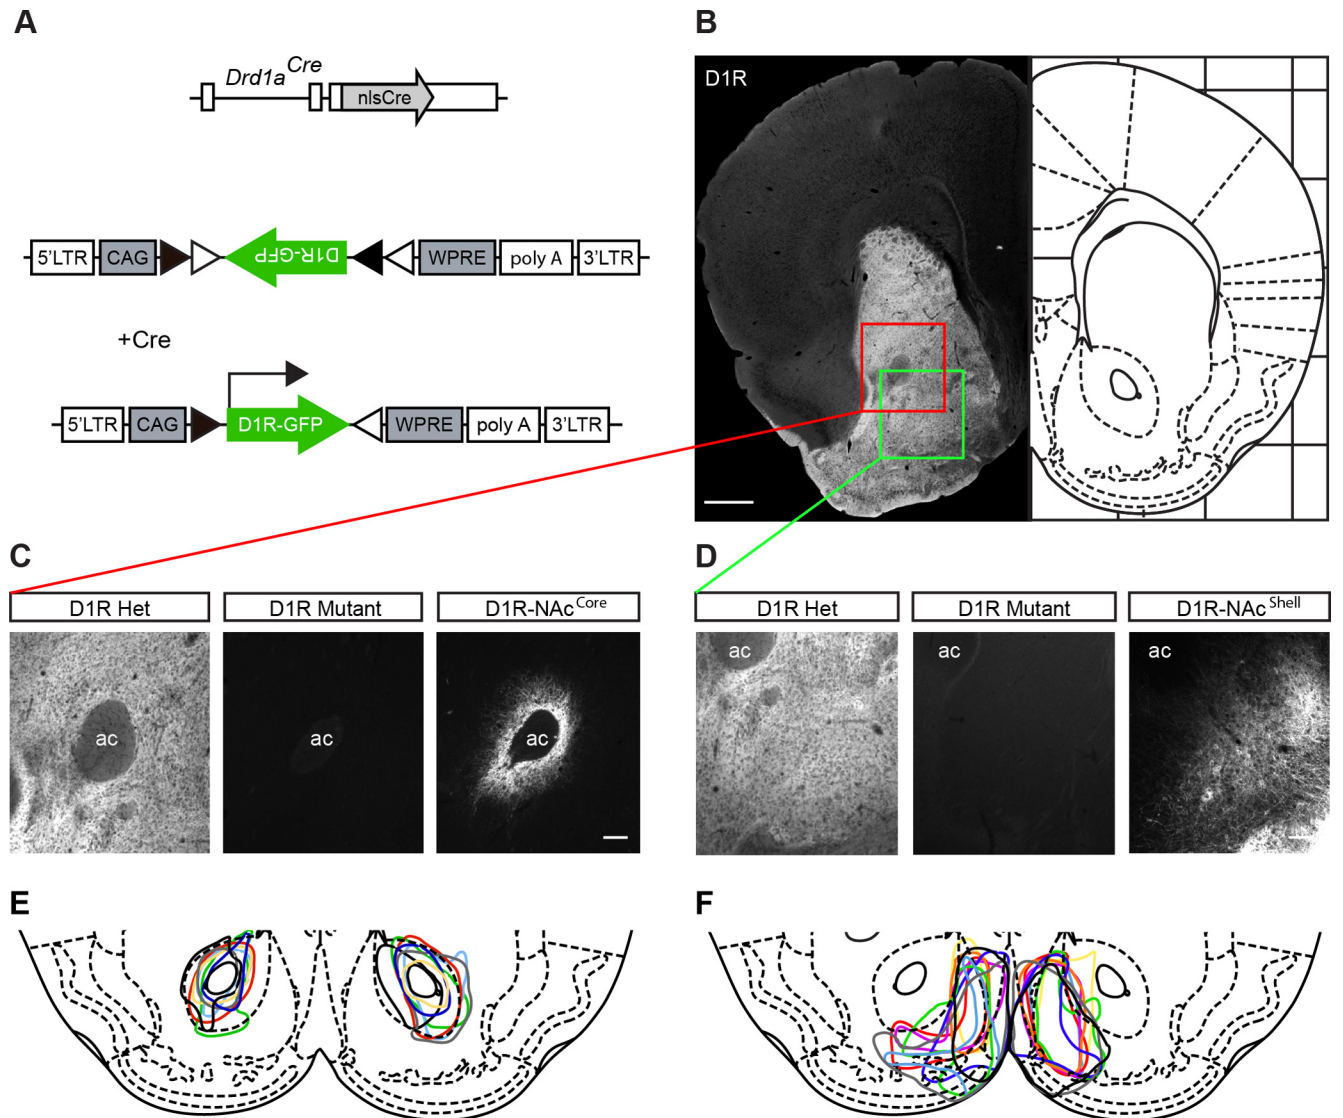 A
Drd1a Cre
nlsCre
5'LTR CAG D1R-GFP WPRE poly A 3'LTR
+Cre
5'LTR CAG D1R-GFP WPRE poly A 3'LTR
B
D1R
C
D1R Het D1R Mutant D1R-NAc Core
ac ac ac
D
D1R Het D1R Mutant D1R-NAc Shell
ac ac ac
E
F